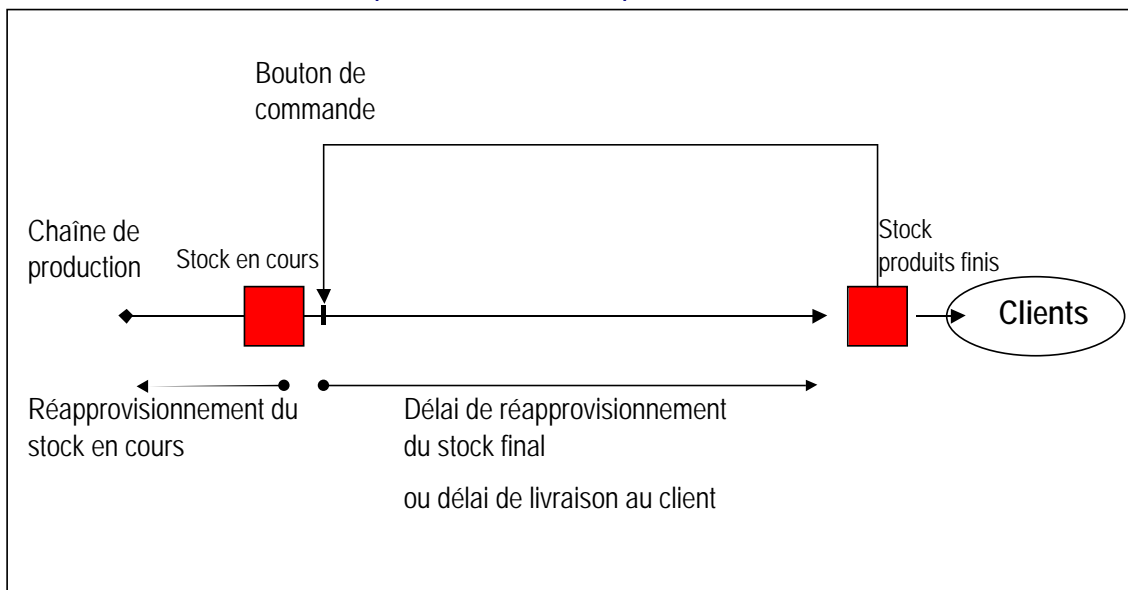 Bouton de
commande
Chaîne de
production
Stock en cours
Stock
produits finis
Clients
Réapprovisionnement du
stock en cours
Délai de réapprovisionnement
du stock final
ou délai de livraison au client